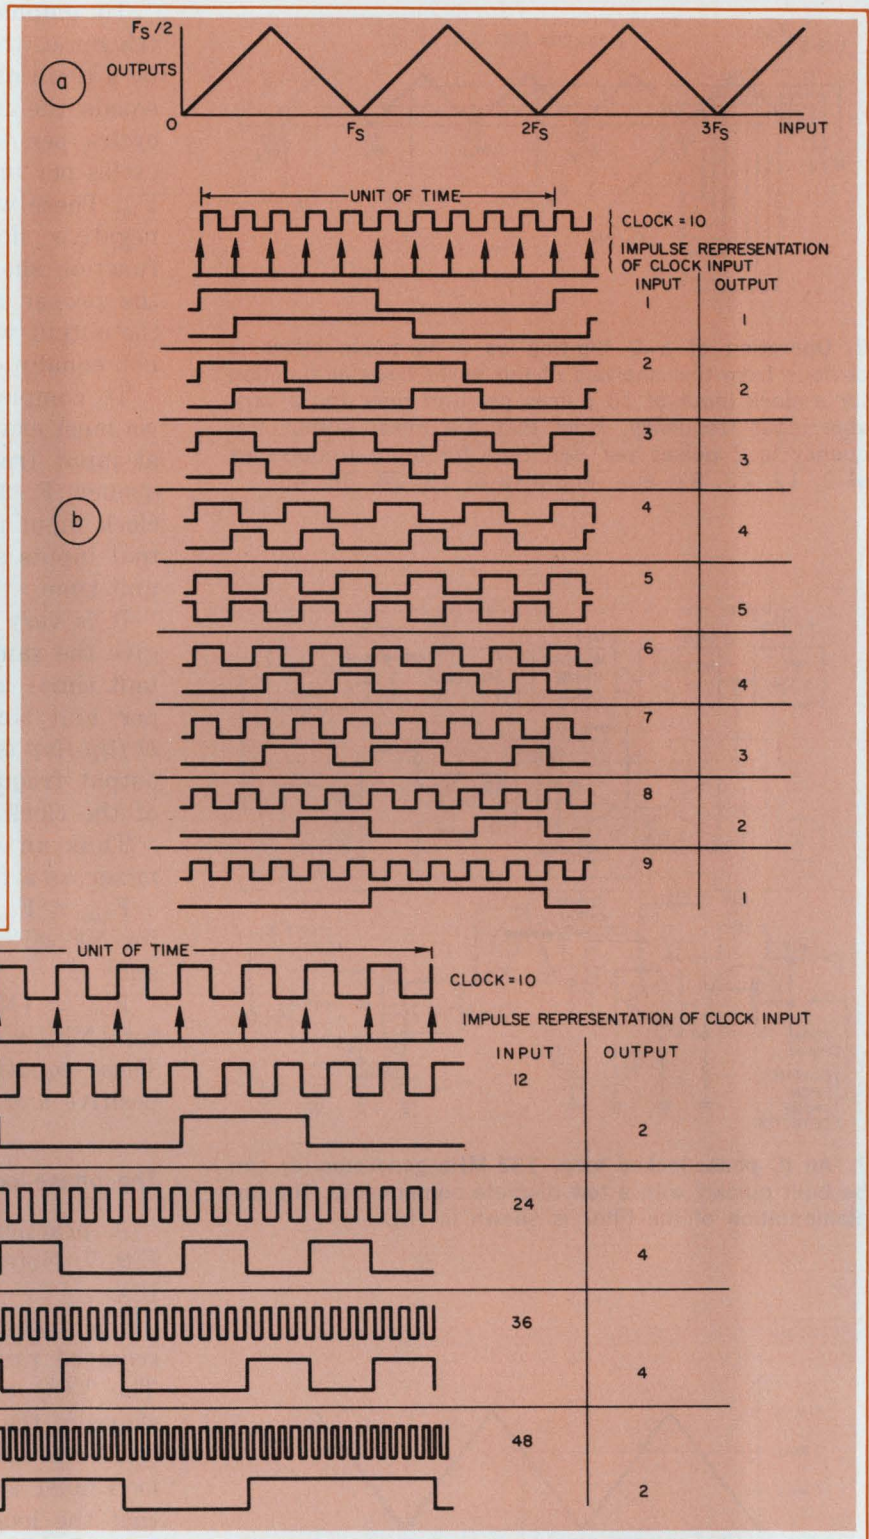 Fs/2
a
OUTPUTS
O Fs 2Fs 3Fs INPUT
UNIT OF TIME
CLOCK = 10
IMPULSE REPRESENTATION
OF CLOCK INPUT
INPUT OUTPUT
1
1
2
2
3
3
b
4
4
5
5
6
4
7
3
8
2
9
1
UNIT OF TIME
CLOCK = 10
IMPULSE REPRESENTATION OF CLOCK INPUT
INPUT OUTPUT
12
2
24
4
36
4
48
2